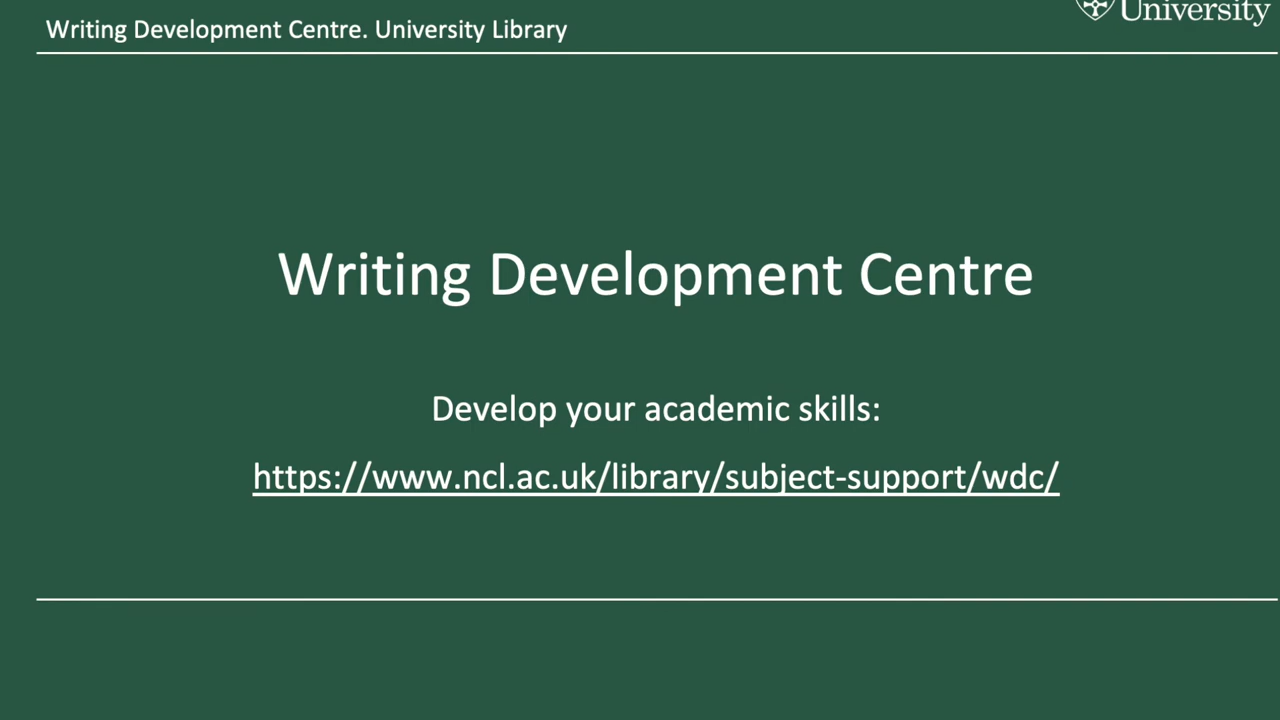 Writing Development Centre. University Library
University
Writing Development Centre
Develop your academic skills:
https://www.ncl.ac.uk/library/subject-support/wdc/